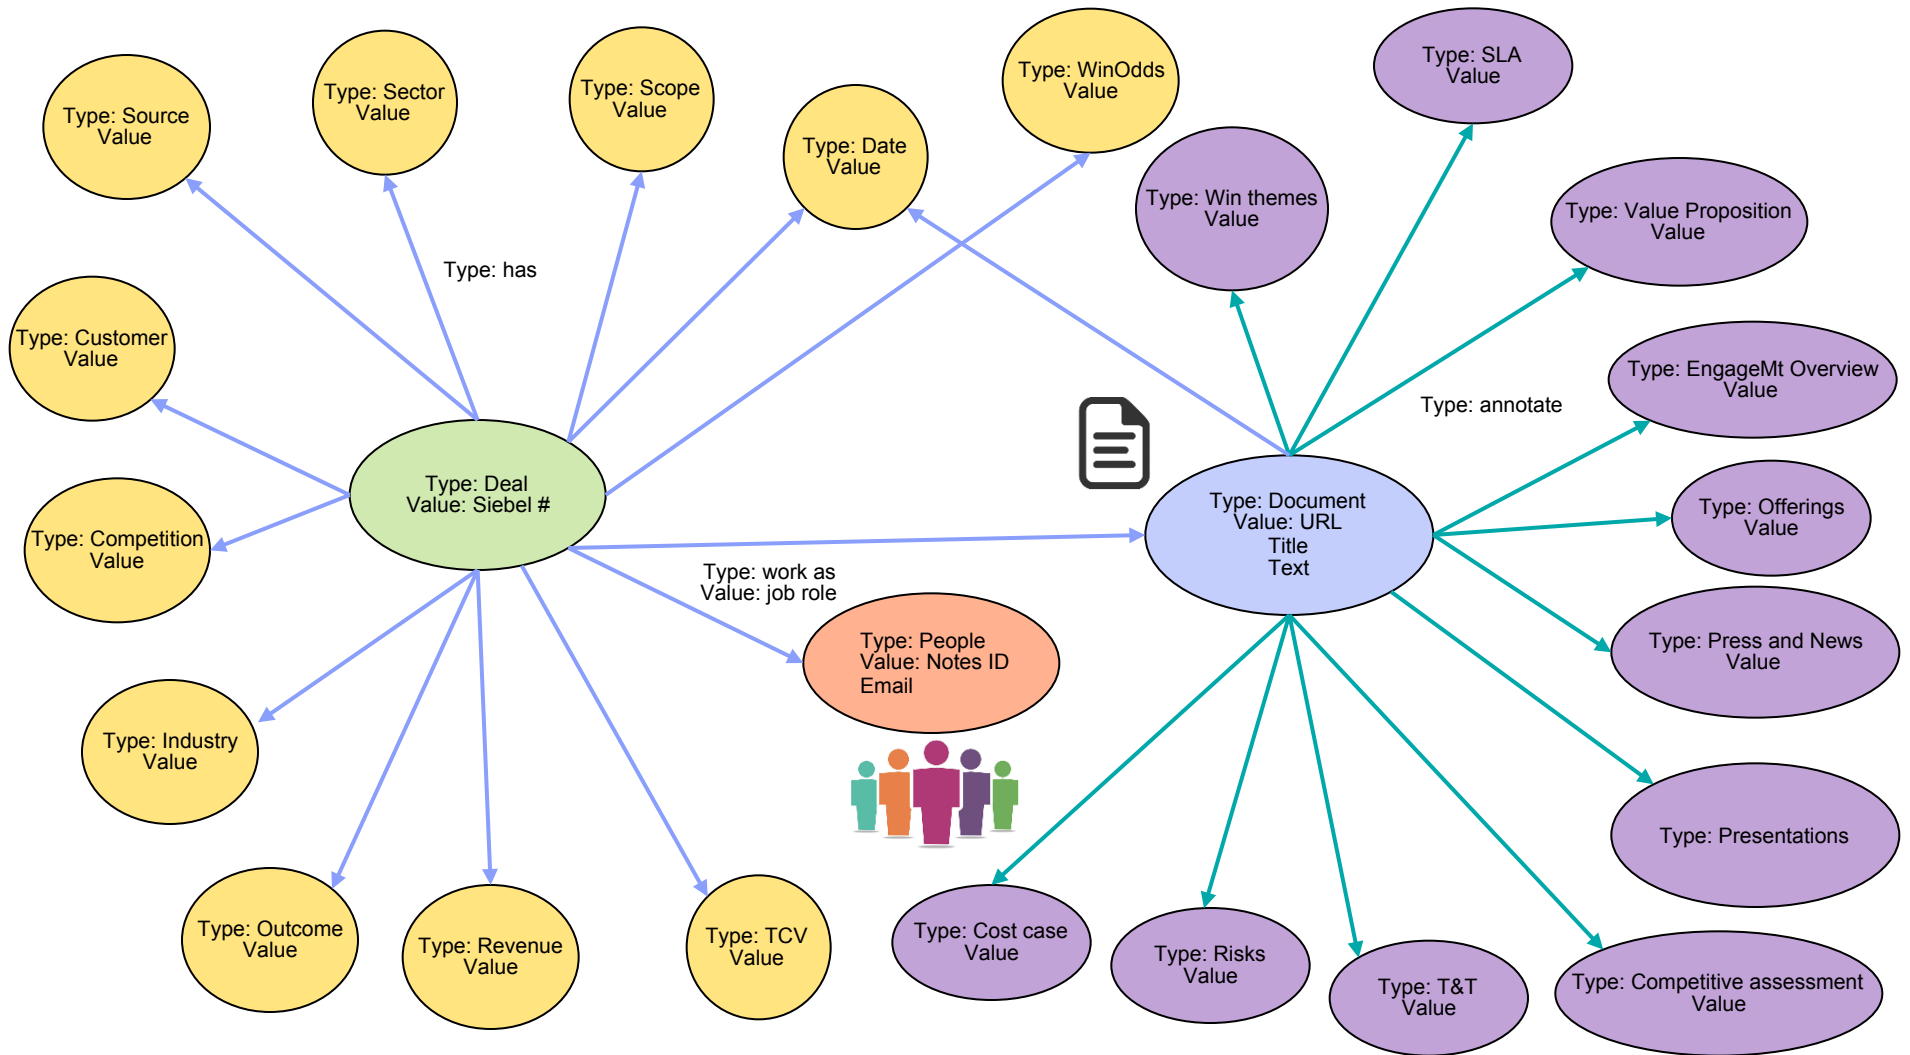 Type: Source
Value
Type: Sector
Value
Type: Scope
Value
Type: Date
Value
Type: WinOdds
Value
Type: SLA
Value
Type: Win themes
Value
Type: Value Proposition
Value
Type: has
Type: Customer
Value
Type: EngageMt Overview
Value
Type: annotate
Type: Deal
Value: Siebel #
Type: Document
Value: URL
Title
Text
Type: Offerings
Value
Type: Competition
Value
Type: work as
Value: job role
Type: People
Value: Notes ID
Email
Type: Press and News
Value
Type: Industry
Value
Type: Presentations
Type: Outcome
Value
Type: Revenue
Value
Type: TCV
Value
Type: Cost case
Value
Type: Risks
Value
Type: T&T
Value
Type: Competitive assessment
Value